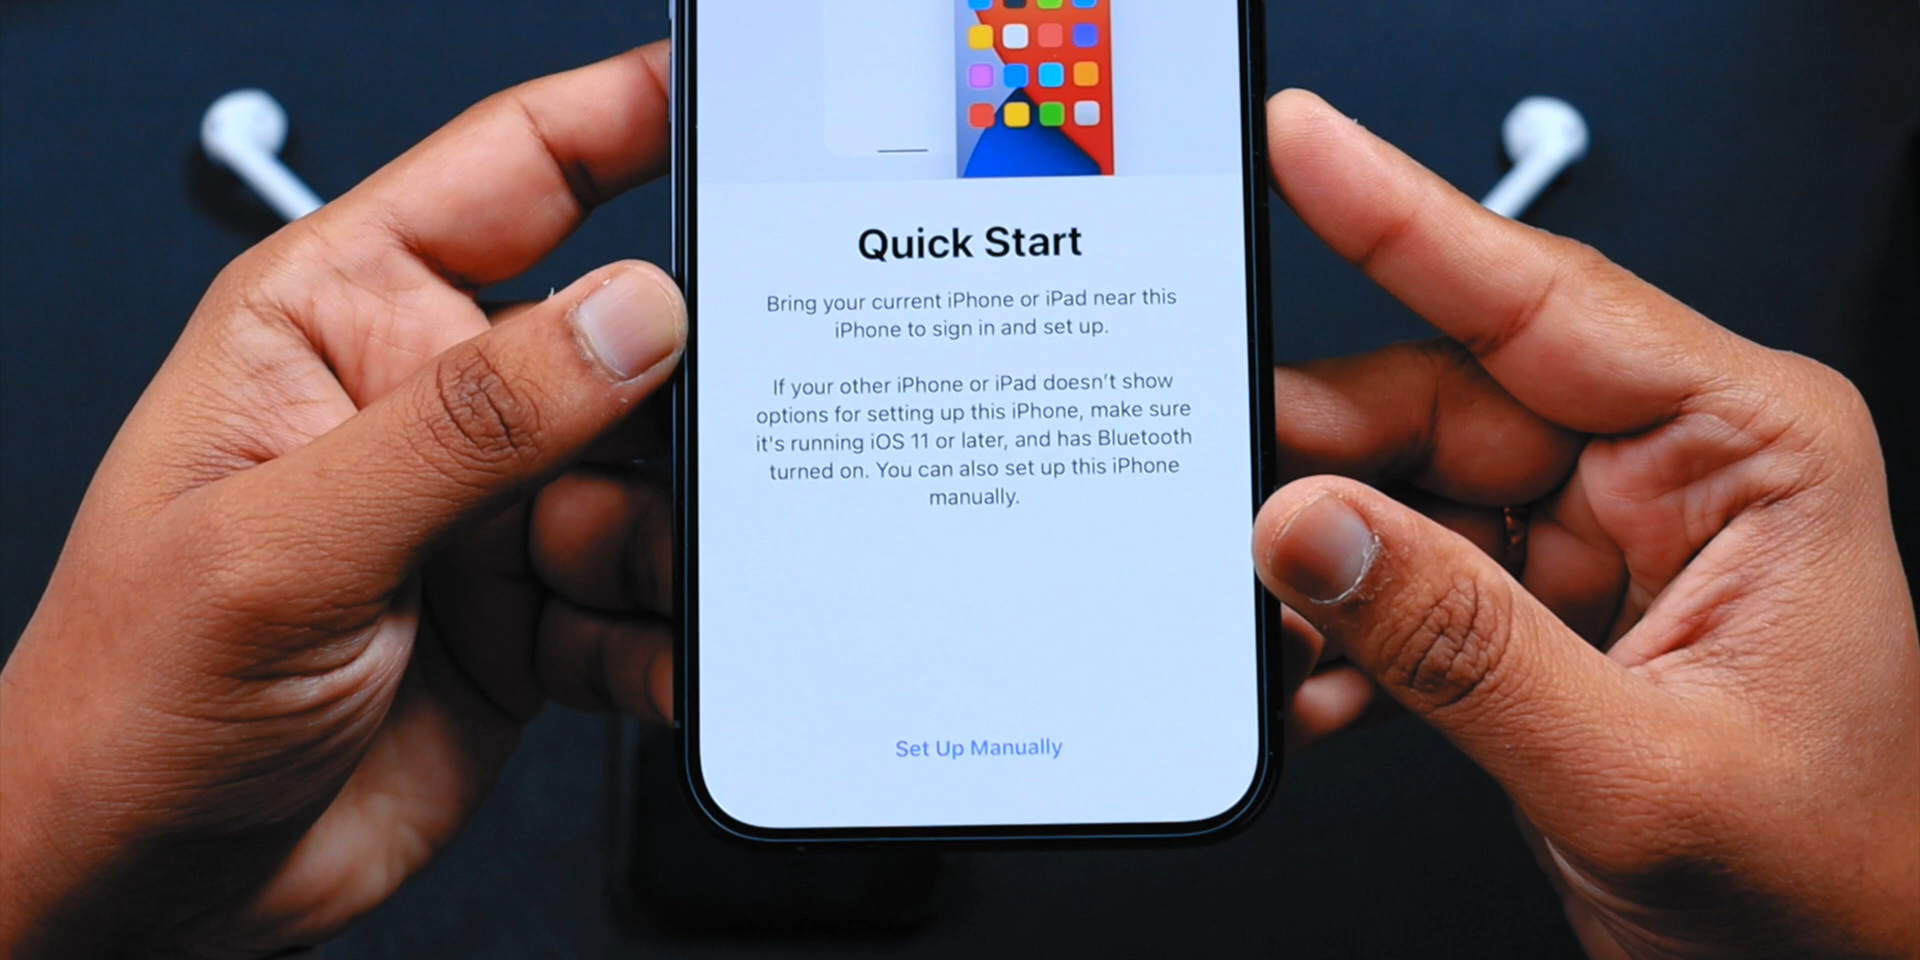 Quick Start
Bring your current iPhone or iPad near this
iPhone to sign in and set up.
If your other iPhone or iPad doesn’t show
options for setting up this iPhone, make sure
it's running iOS 11 or later, and has Bluetooth
turned on. You can also set up this iPhone
manually.
Set Up Manually